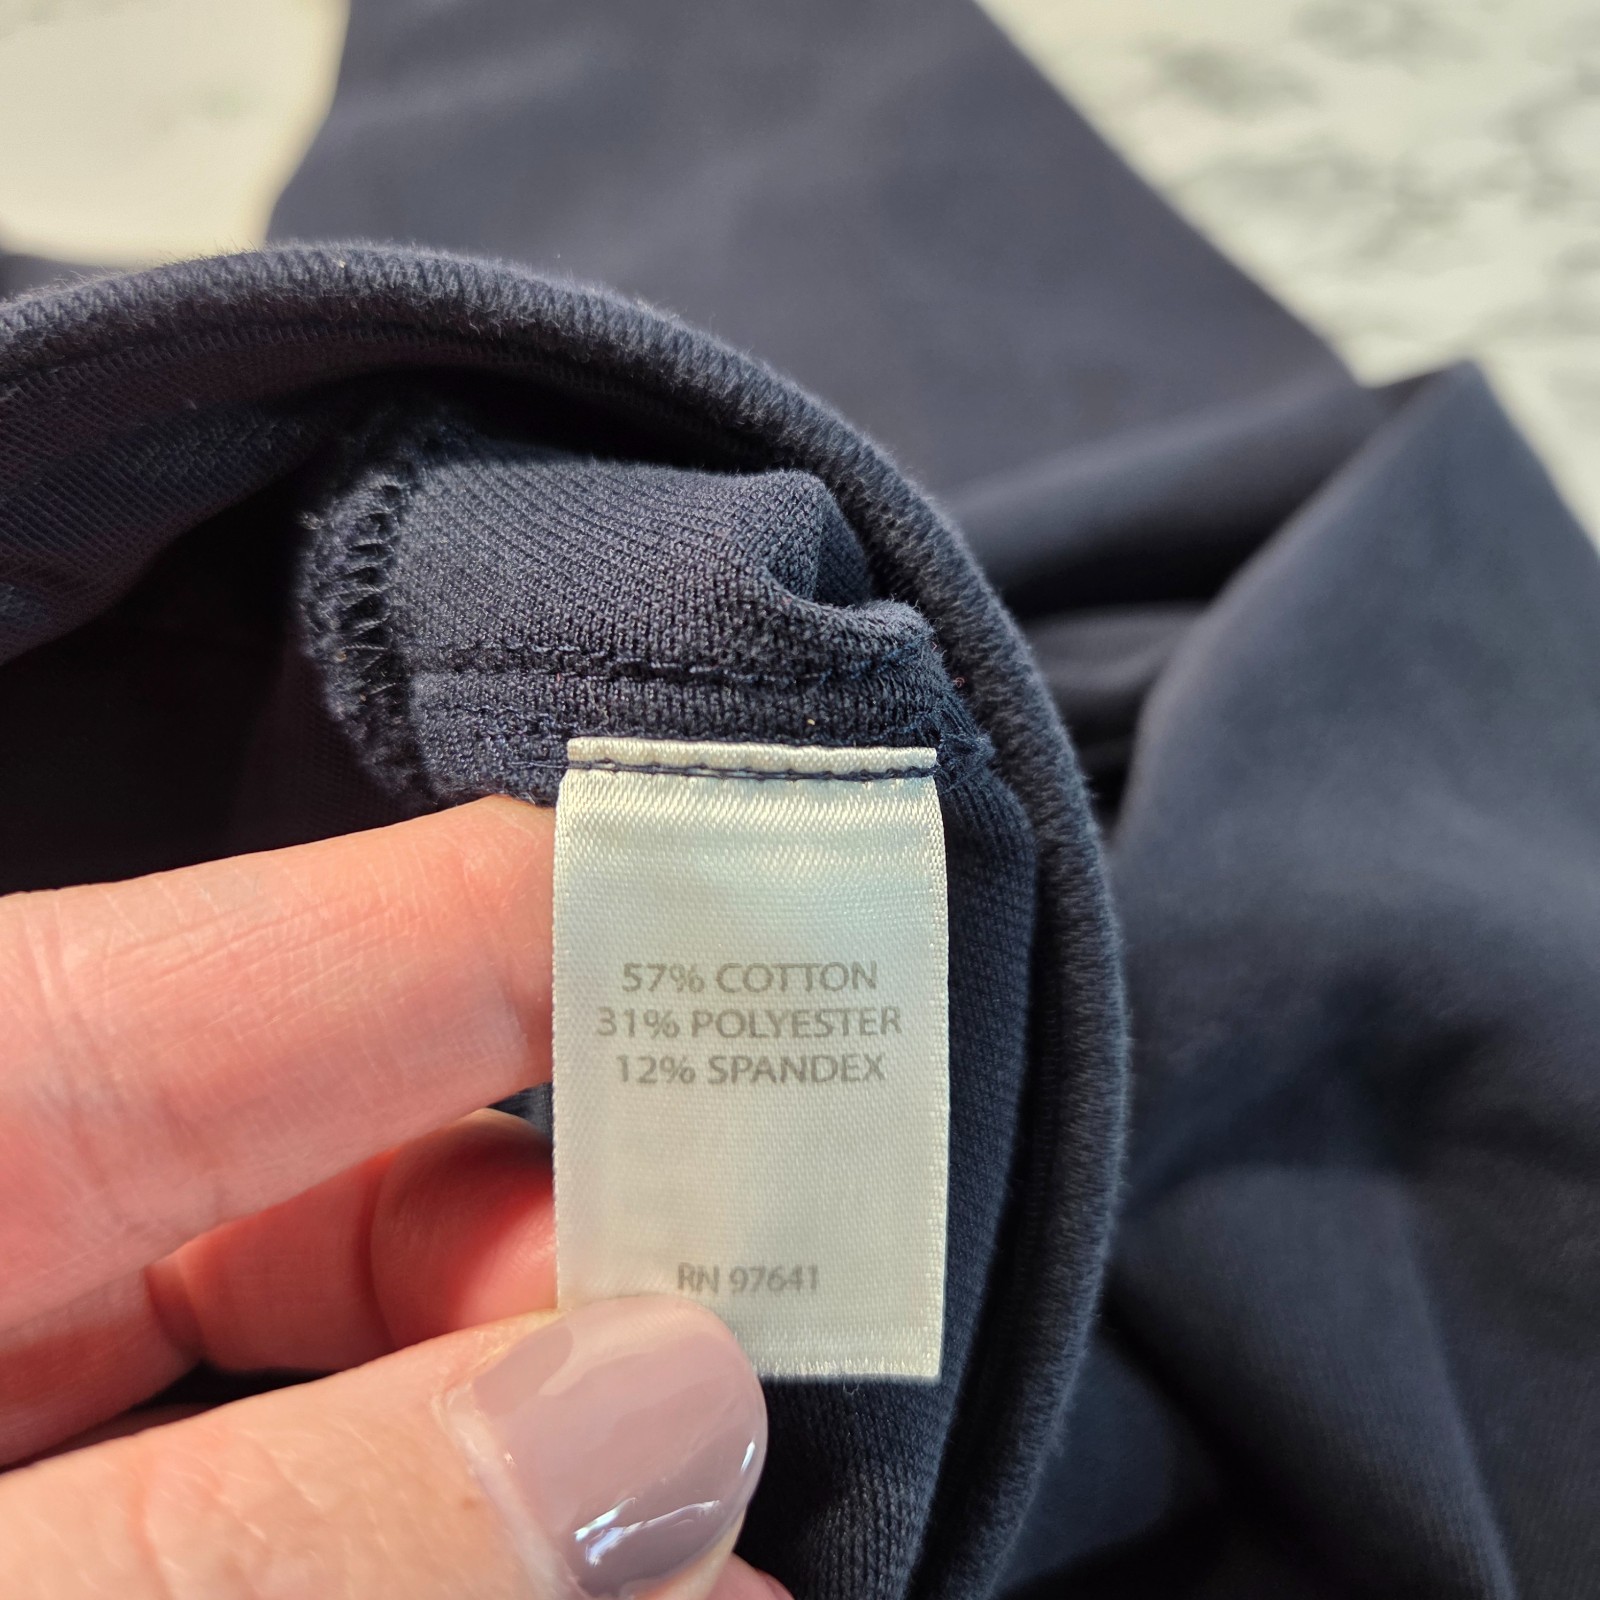 57% COTTON
31% POLYESTER
12% SPANDEX
RN 97641